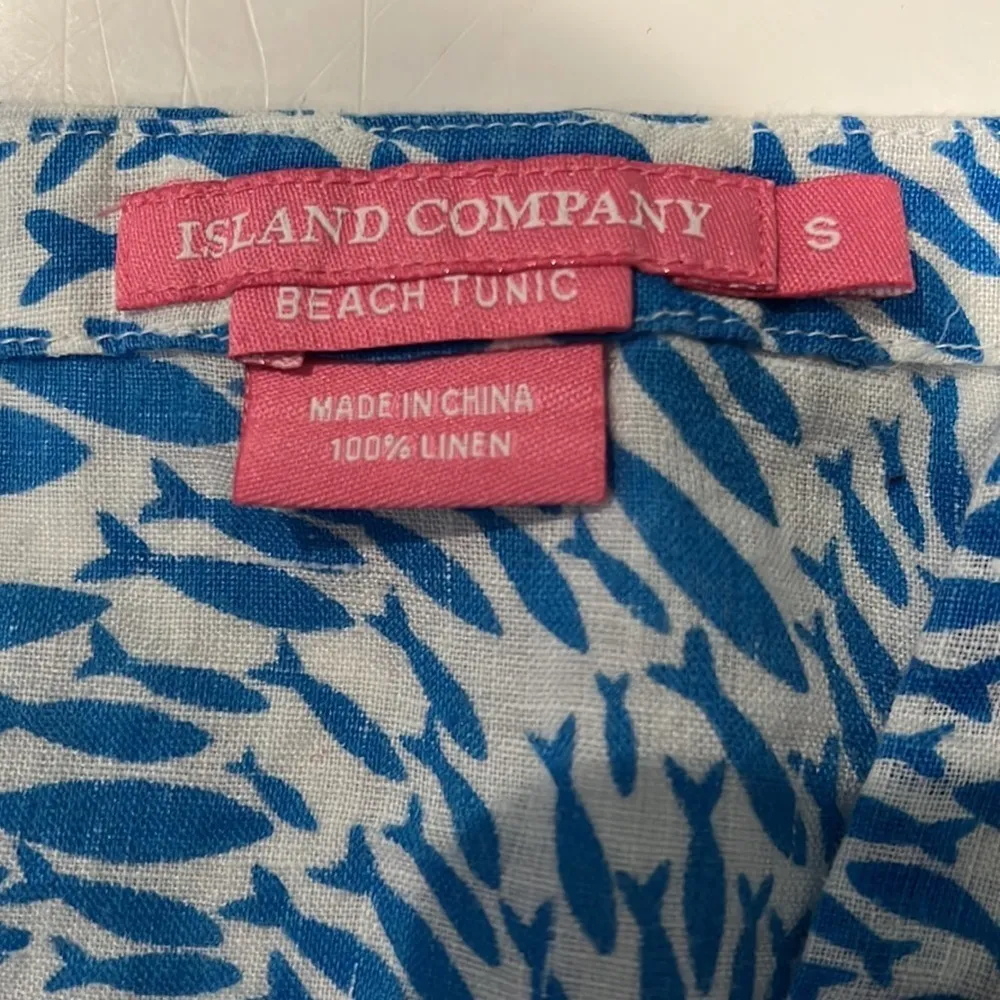 ISLAND COMPANY S
BEACH TUNIC
MADE IN CHINA
100% LINEN